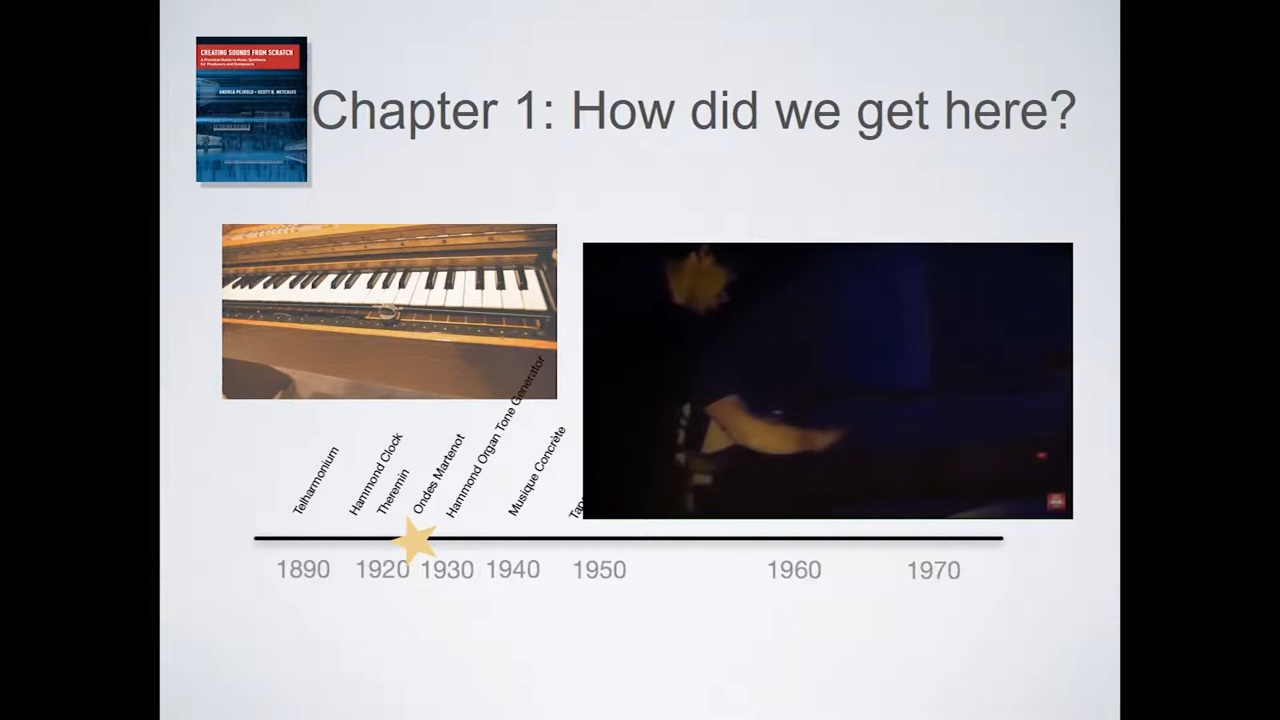 CREATING SOUNDS FROM SCRATCH
A Practical Guide to Music Synthesis
for Producers and Composers
ANDREA PEJROLO • SCOTT B. METCALFE
Chapter 1: How did we get here?
Telharmonium
Hammond Clock
Theremin
Ondes Martenot
Hammond Organ Tone Generator
Musique Concrète
Tap
1890
1920
1930
1940
1950
1960
1970